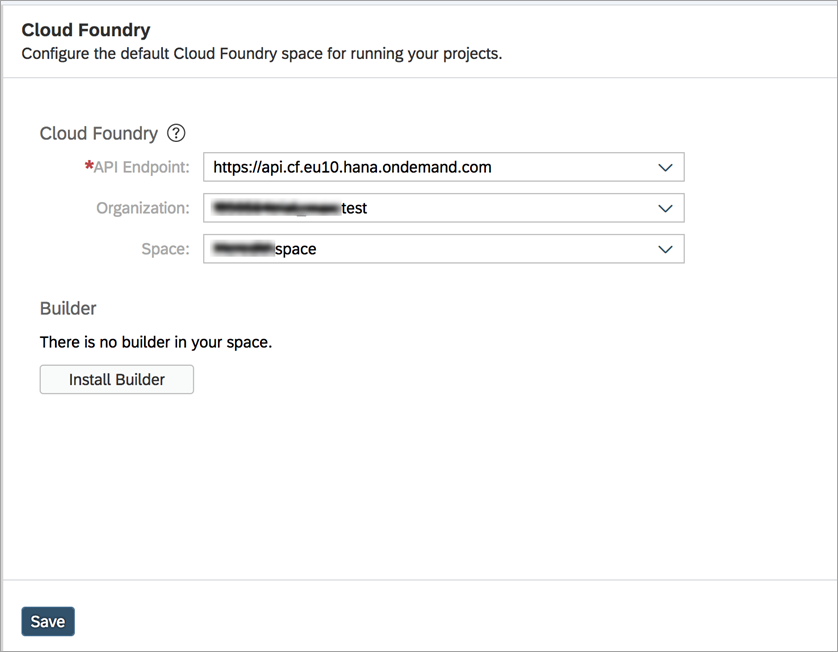 Cloud Foundry
Configure the default Cloud Foundry space for running your projects.
Cloud Foundry ?
*API Endpoint: https://api.cf.eu10.hana.ondemand.com
Organization: test
Space: space
Builder
There is no builder in your space.
Install Builder
Save